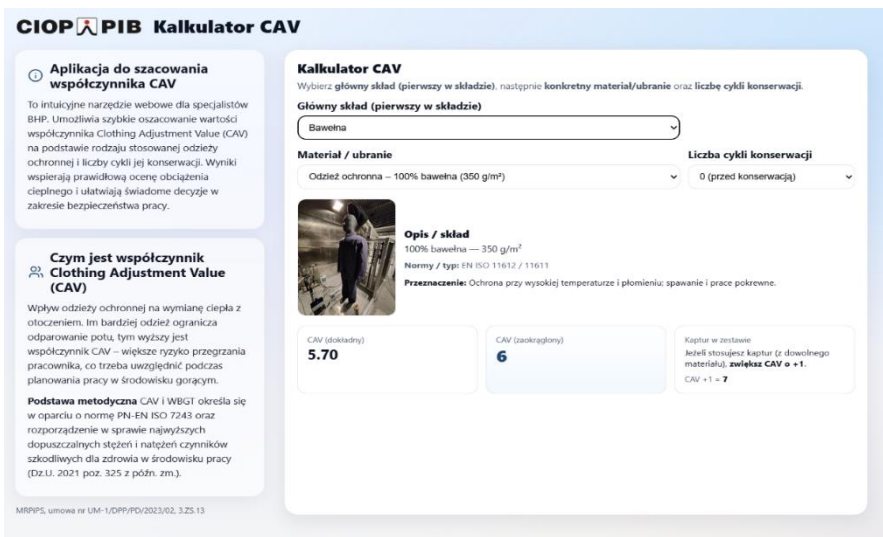 CIOP PIB Kalkulator CAV
Aplikacja do szacowania
współczynnika CAV
To intuicyjne narzędzie webowe dla specjalistów
BHP. Umożliwia szybkie oszacowanie wartości
współczynnika Clothing Adjustment Value (CAV)
na podstawie rodzaju stosowanej odzieży
ochronnej i liczby cykli jej konserwacji. Wyniki
wspierają prawidłową ocenę obciążenia
cieplnego i ułatwiają świadome decyzje w
zakresie bezpieczeństwa pracy.
Czym jest współczynnik
Clothing Adjustment Value
(CAV)
Wpływ odzieży ochronnej na wymianę ciepła z
otoczeniem. Im bardziej odzież ogranicza
odparowanie potu, tym wyższy jest
współczynnik CAV – większe ryzyko przegrzania
pracownika, co trzeba uwzględnić podczas
planowania pracy w środowisku gorącym.
Podstawa metodyczna CAV i WBGT określa się
w oparciu o normę PN-EN ISO 7243 oraz
rozporządzenie w sprawie najwyższych
dopuszczalnych stężeń i natężeń czynników
szkodliwych dla zdrowia w środowisku pracy
(Dz.U. 2021 poz. 325 z późn. zm.).
MRPiPS, umowa nr UM-1/DPP/PD/2023/02, 3.ZS.13
Kalkulator CAV
Wybierz główny skład (pierwszy w składzie), następnie konkretny materiał/ubranie oraz liczbę cykli konserwacji.
Główny skład (pierwszy w składzie)
Bawełna
Materiał / ubranie
Odzież ochronna – 100% bawełna (350 g/m²)
Liczba cykli konserwacji
0 (przed konserwacją)
Opis / skład
100% bawełna — 350 g/m²
Normy / typ: EN ISO 11612 / 11611
Przeznaczenie: Ochrona przy wysokiej temperaturze i płomieniu; spawanie i prace pokrewne.
CAV (dokładny)
5.70
CAV (zaokrąglony)
6
Kaptur w zestawie
Jeżeli stosujesz kaptur (z dowolnego
materiału), zwiększ CAV o +1.
CAV +1 = 7